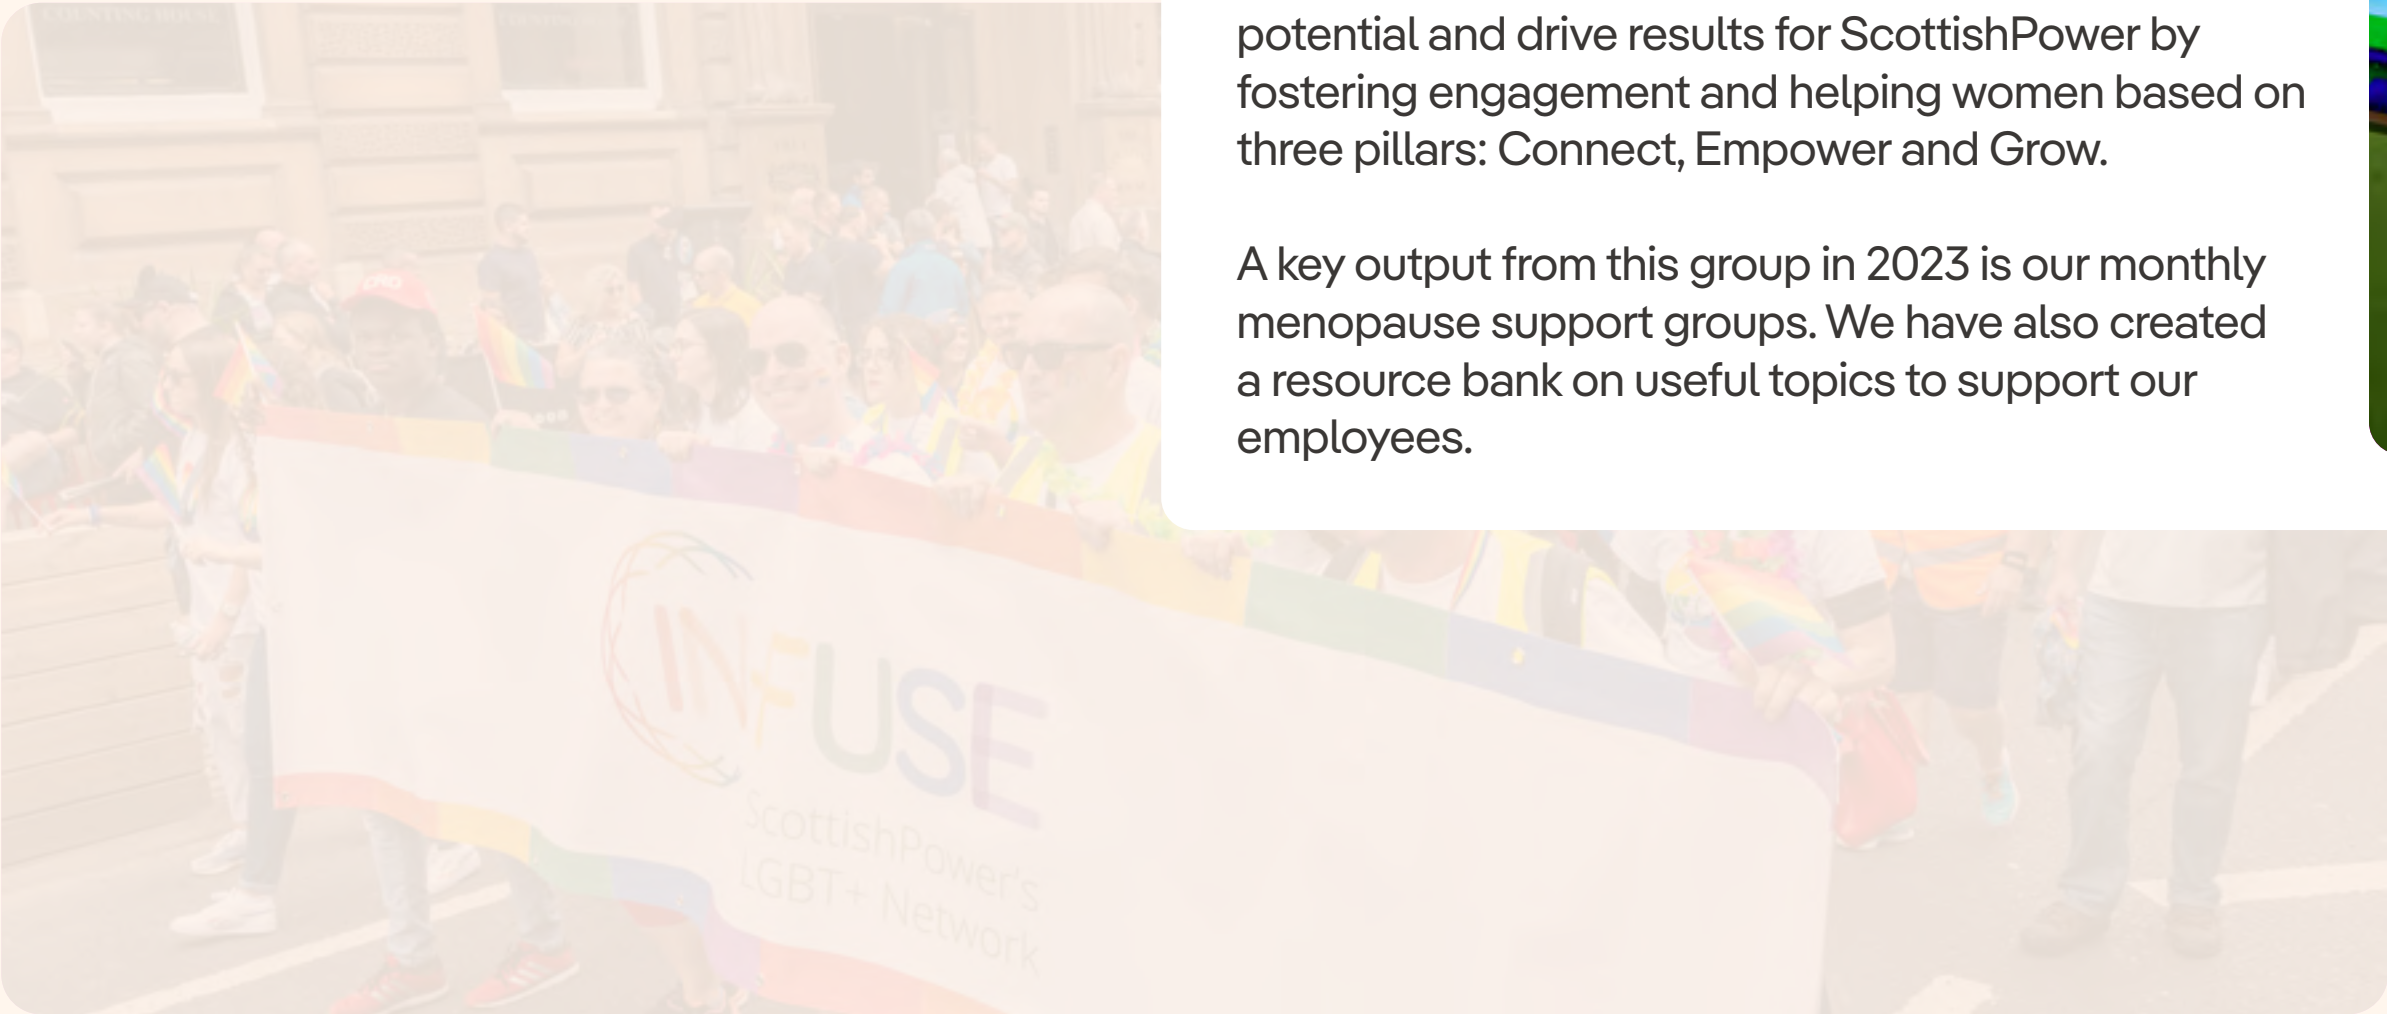 COUNTING HOUSE
potential and drive results for ScottishPower by
fostering engagement and helping women based on
three pillars: Connect, Empower and Grow.
A key output from this group in 2023 is our monthly
menopause support groups. We have also created
a resource bank on useful topics to support our
employees.
INFUSE
ScottishPower's
LGBT+ Network